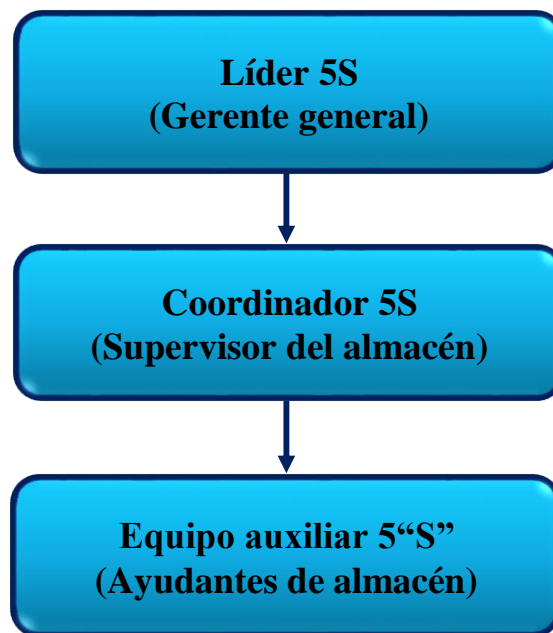 Líder 5S
(Gerente general)
Coordinador 5S
(Supervisor del almacén)
Equipo auxiliar 5“S”
(Ayudantes de almacén)